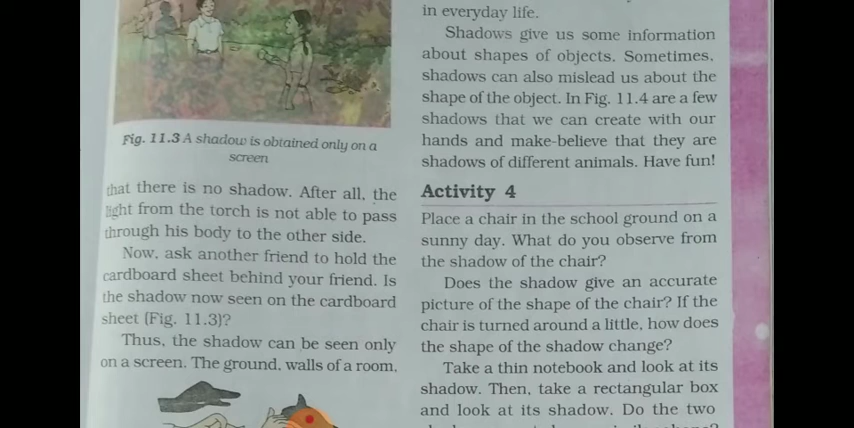 Fig. 11.3 A shadow is obtained only on a
screen
that there is no shadow. After all, the
light from the torch is not able to pass
through his body to the other side.
Now, ask another friend to hold the
cardboard sheet behind your friend. Is
the shadow now seen on the cardboard
sheet (Fig. 11.3)?
Thus, the shadow can be seen only
on a screen. The ground, walls of a room,
in everyday life.
Shadows give us some information
about shapes of objects. Sometimes,
shadows can also mislead us about the
shape of the object. In Fig. 11.4 are a few
shadows that we can create with our
hands and make-believe that they are
shadows of different animals. Have fun!
Activity 4
Place a chair in the school ground on a
sunny day. What do you observe from
the shadow of the chair?
Does the shadow give an accurate
picture of the shape of the chair? If the
chair is turned around a little, how does
the shape of the shadow change?
Take a thin notebook and look at its
shadow. Then, take a rectangular box
and look at its shadow. Do the two